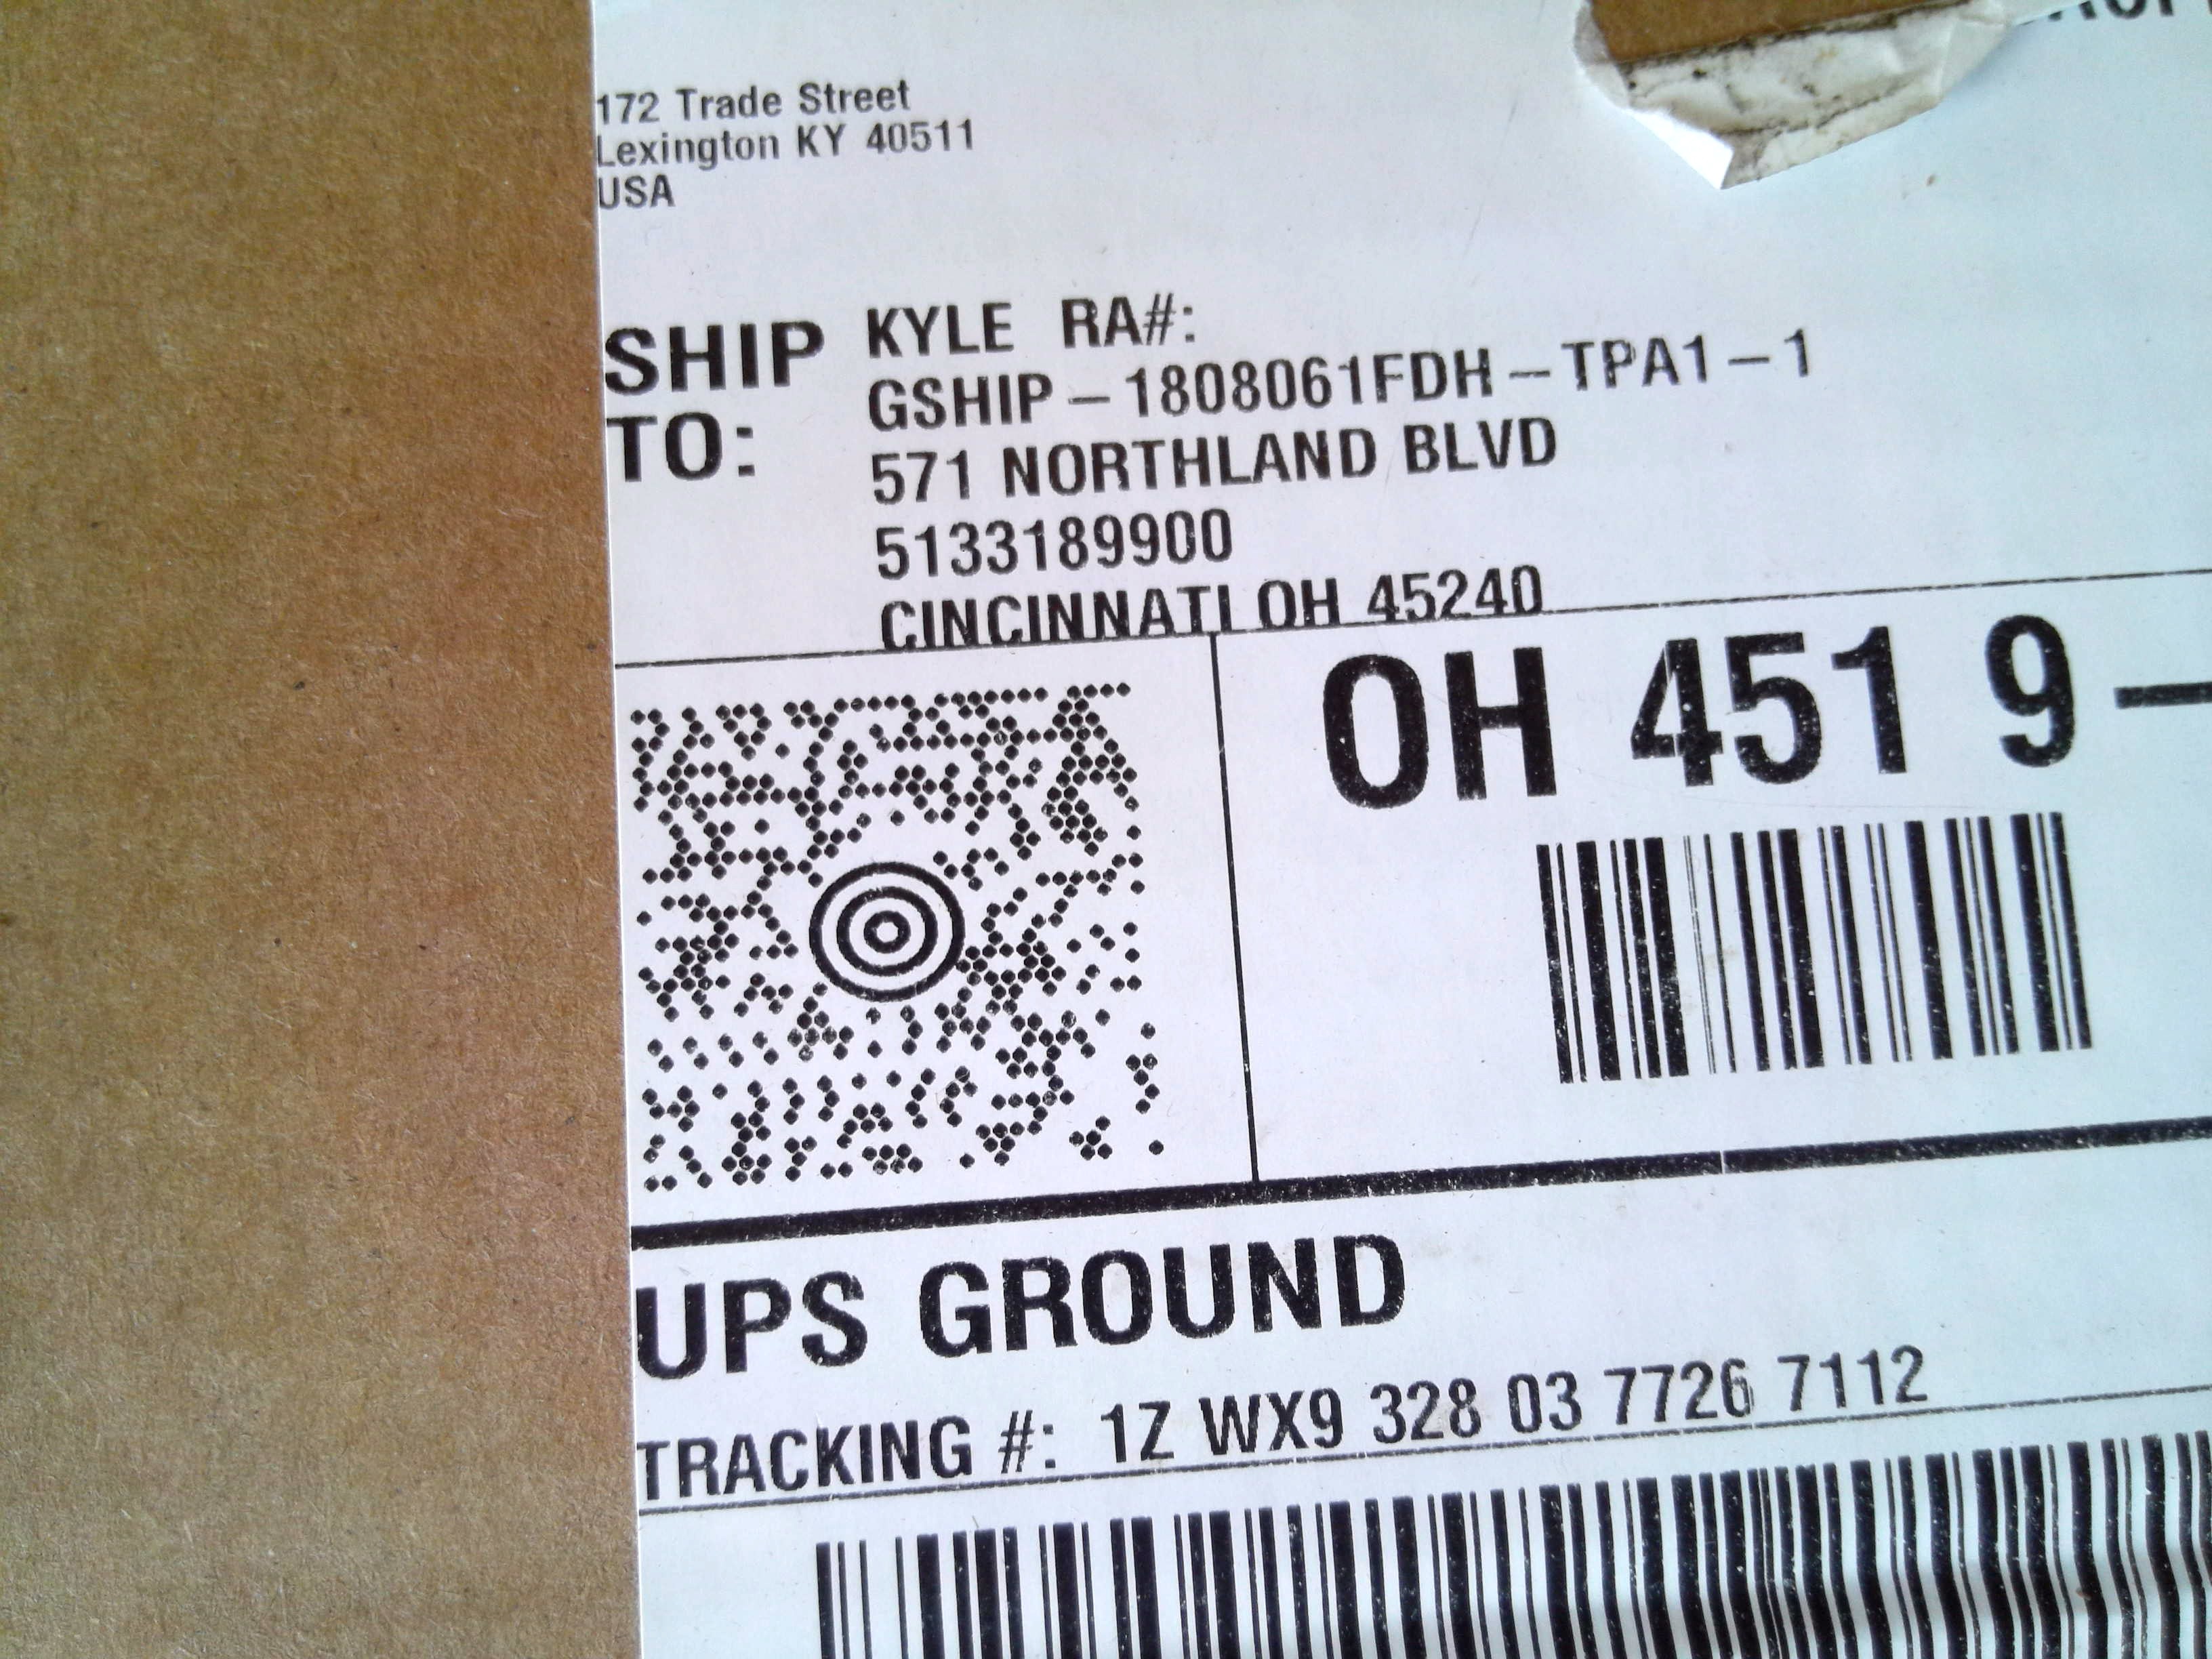 172 Trade Street
Lexington KY 40511
USA
SHIP TO:
KYLE RA#:
GSHIP-1808061FDH-TPA1-1
571 NORTHLAND BLVD
5133189900
CINCINNATI OH 45240
OH 451 9-
UPS GROUND
TRACKING #: 1Z WX9 328 03 7726 7112